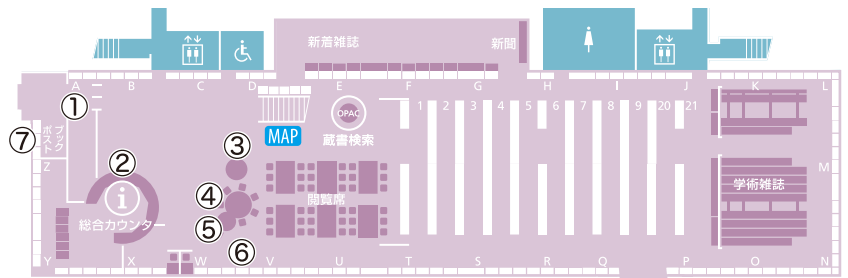 新着雑誌
新聞
A B C D E F G H I J K L
①
OPAC
1 2 3 4 5 6 7 8 9 20 21
MAP
蔵書検索
⑦
ブック
ポスト
②
③
Z
M
i
④
閲覧席
学術雑誌
総合カウンター
⑤
⑥
Y X W V U T S R Q P O N